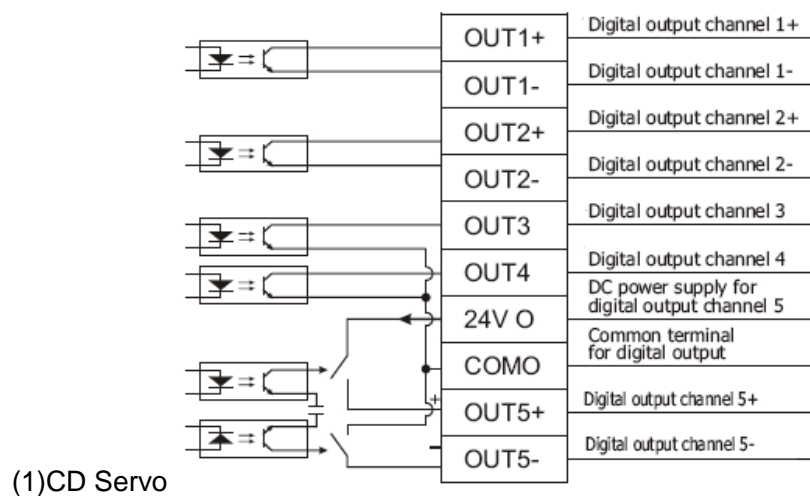 OUT1+ Digital output channel 1+
OUT1- Digital output channel 1-
OUT2+ Digital output channel 2+
OUT2- Digital output channel 2-
OUT3 Digital output channel 3
OUT4 Digital output channel 4
24V O DC power supply for
digital output channel 5
COMO Common terminal
for digital output
+ OUT5+ Digital output channel 5+
- OUT5- Digital output channel 5-
(1)CD Servo